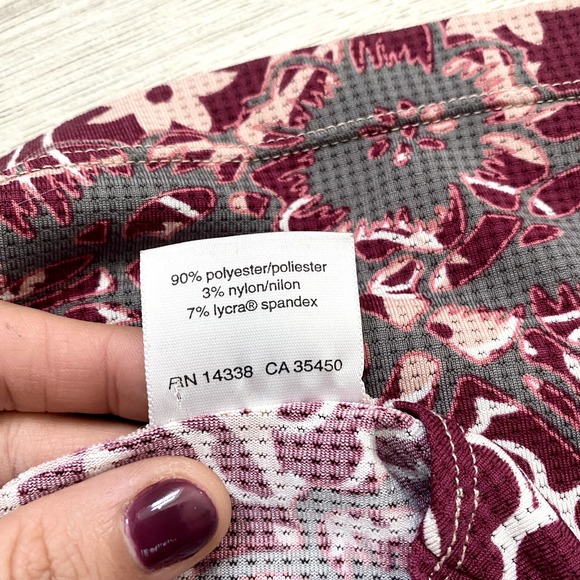 90% polyester/poliester
3% nylon/nilon
7% lycra® spandex
RN 14338 CA 35450